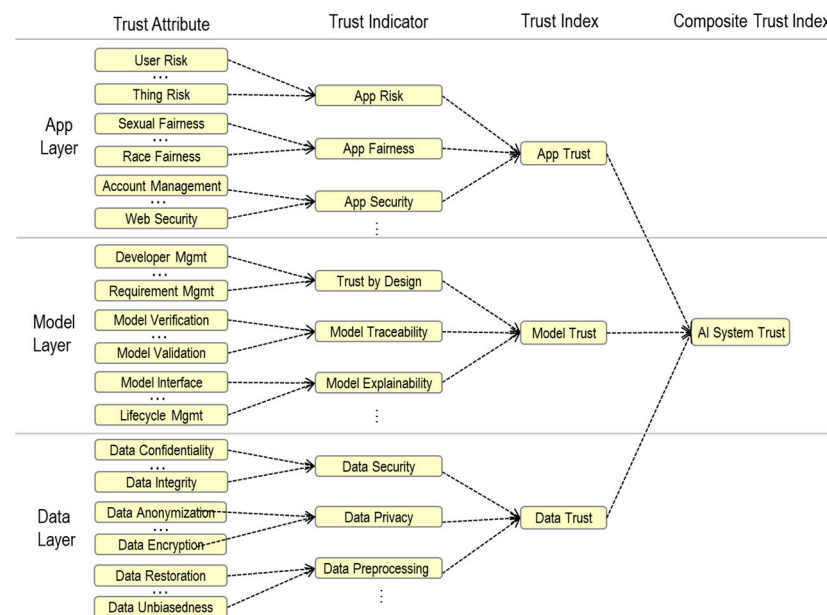 Trust Attribute
Trust Indicator
Trust Index
Composite Trust Index
App
Layer
User Risk
...
Thing Risk
Sexual Fairness
...
Race Fairness
Account Management
...
Web Security
App Risk
App Fairness
App Security
⋮
App Trust
Model
Layer
Developer Mgmt
...
Requirement Mgmt
Model Verification
...
Model Validation
Model Interface
...
Lifecycle Mgmt
Trust by Design
Model Traceability
Model Explainability
⋮
Model Trust
AI System Trust
Data
Layer
Data Confidentiality
...
Data Integrity
Data Anonymization
...
Data Encryption
Data Restoration
...
Data Unbiasedness
Data Security
Data Privacy
Data Preprocessing
⋮
Data Trust